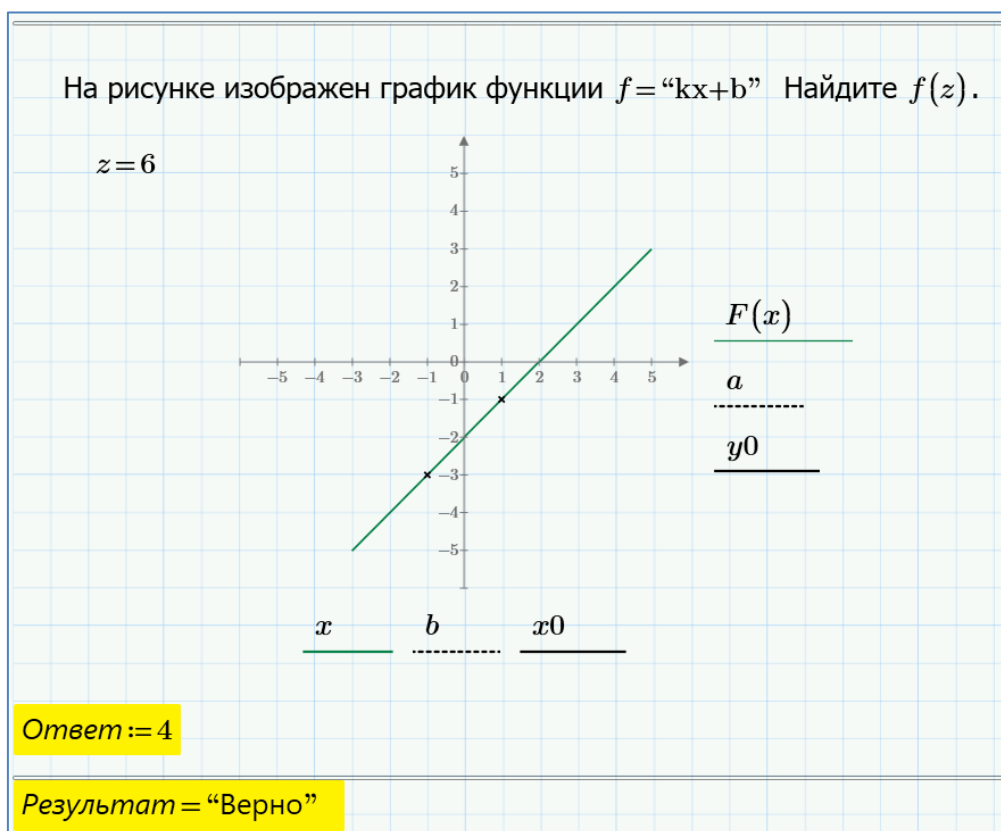 На рисунке изображен график функции f=“kx+b” Найдите f(z).
z=6
5
4
3
2
1
0
−1
−2
−3
−4
−5
−5 −4 −3 −2 −1 0 1 2 3 4 5
F(x)
a
y0
x b x0
Ответ:=4
Результат=“Верно”